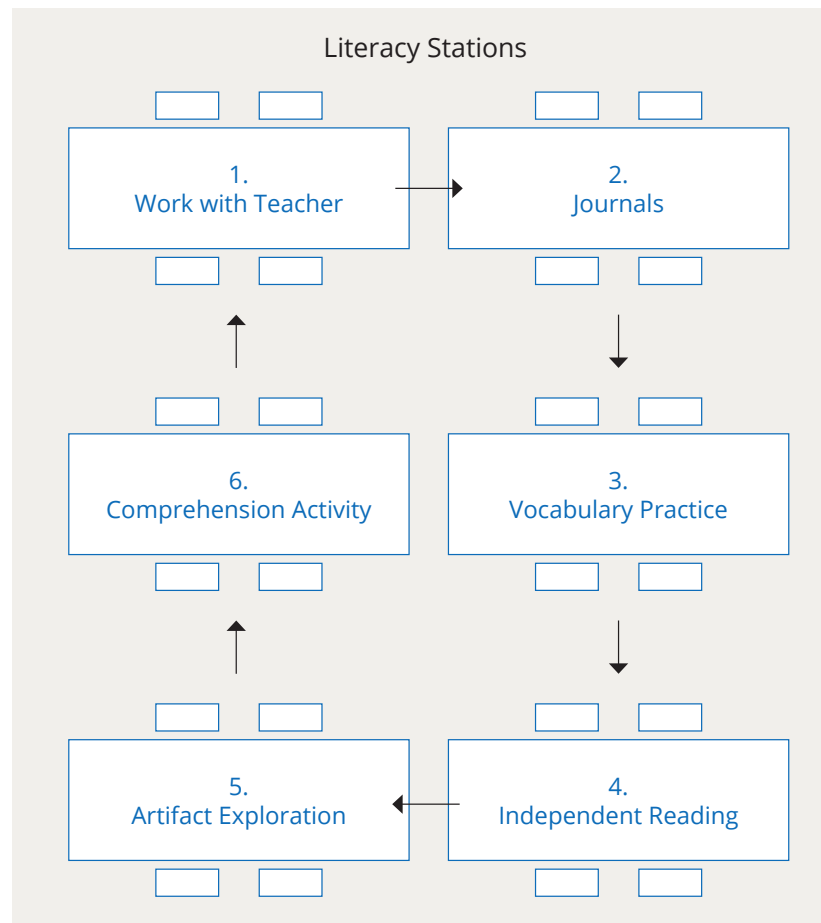 Literacy Stations
1.
Work with Teacher
2.
Journals
3.
Vocabulary Practice
4.
Independent Reading
5.
Artifact Exploration
6.
Comprehension Activity